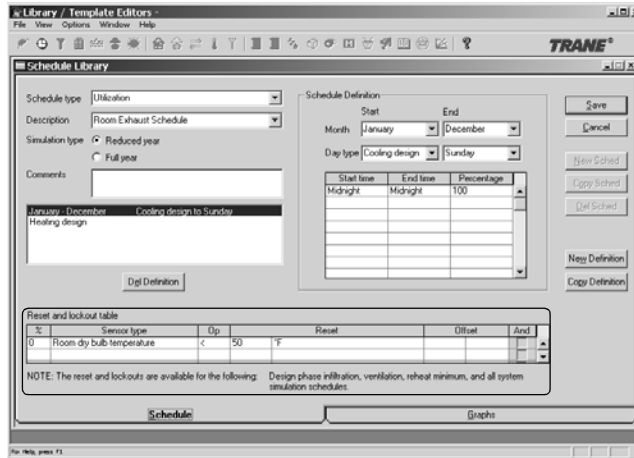 Library / Template Editors -
File View Options Window Help
TRANE®
Schedule Library
Schedule type Utilization
Description Room Exhaust Schedule
Simulation type Reduced year
Full year
Comments
January - December Cooling design to Sunday
Heating design
Del Definition
Schedule Definition
Start End
Month January December
Day type Cooling design Sunday
Start time End time Percentage
Midnight Midnight 100
Save
Cancel
New Sched
Copy Sched
Del Sched
New Definition
Copy Definition
Reset and lockout table
% Sensor type Op Reset Offset And
0 Room dry bulb temperature < 50 °F
NOTE: The reset and lockouts are available for the following: Design phase infiltration, ventilation, reheat minimum, and all system
simulation schedules.
Schedule Graphs
For Help, press F1